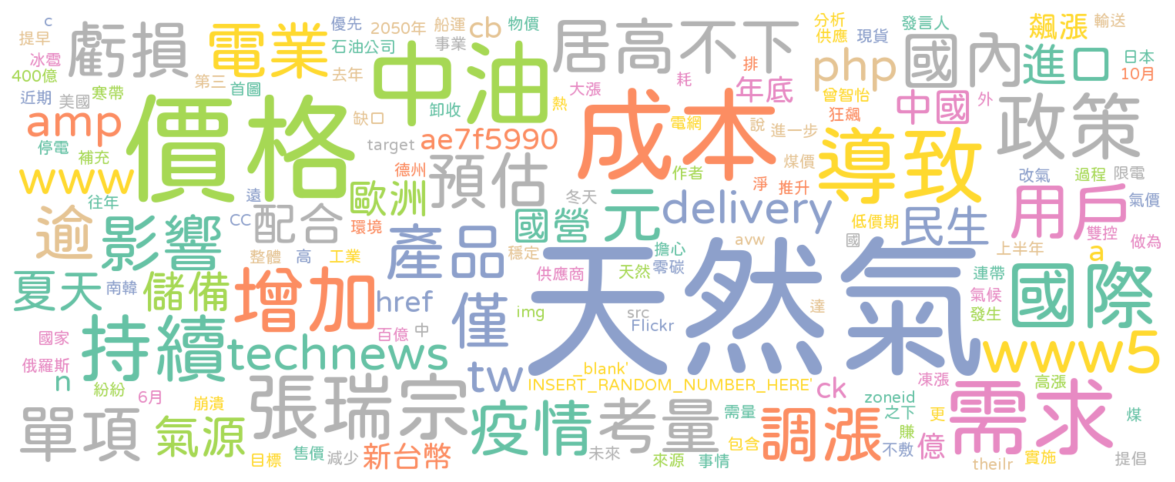 c
提早
冰雹
400億
近期
停電
虧損
寒帶
美國
補充
電業
第三
首圖
優先
2050年
石油公司
去年
船運
事業
cb
物價
中油
卸收
缺口
居高不下
熱
大漲
耗
排
年底
php
分析
供應
現貨
曾智怡
狂飆
發言人
國內
中國
外
飆漲
進口
輸送
日本
10月
政策
amp
www
往年
價格
遠
cc
target
德州
ae7f5990
歐洲
環境
預估
成本
電網
作者
淨
說
進一步
煤價
推升
導致
改氣
過程
限電
用戶
氣價
雙控
做為
逾
影響
配合
整體
高
工業
冬天
國營
元
穩定
供應商
天然
擔心
零碳
delivery
avw
低價期
國
民生
上半年
連帶
氣候
發生
a
夏天
南韓
儲備
增加
產品
href
僅
img
src
Flickr
天然氣
達
國際
www5
國家
俄羅斯
n
紛紛
6月
持續
technews
百億
中
tw
_blank'
INSERT_RANDOM_NUMBER_HERE'
ck
zoneid
之下
賺
不敷
凍漲
更
億
高漲
煤
需求
theilr
實施
提倡
單項
崩潰
氣源
目標
張瑞宗
售價
減少
新台幣
疫情
考量
未來
來源
需量
包含
事情
調漲